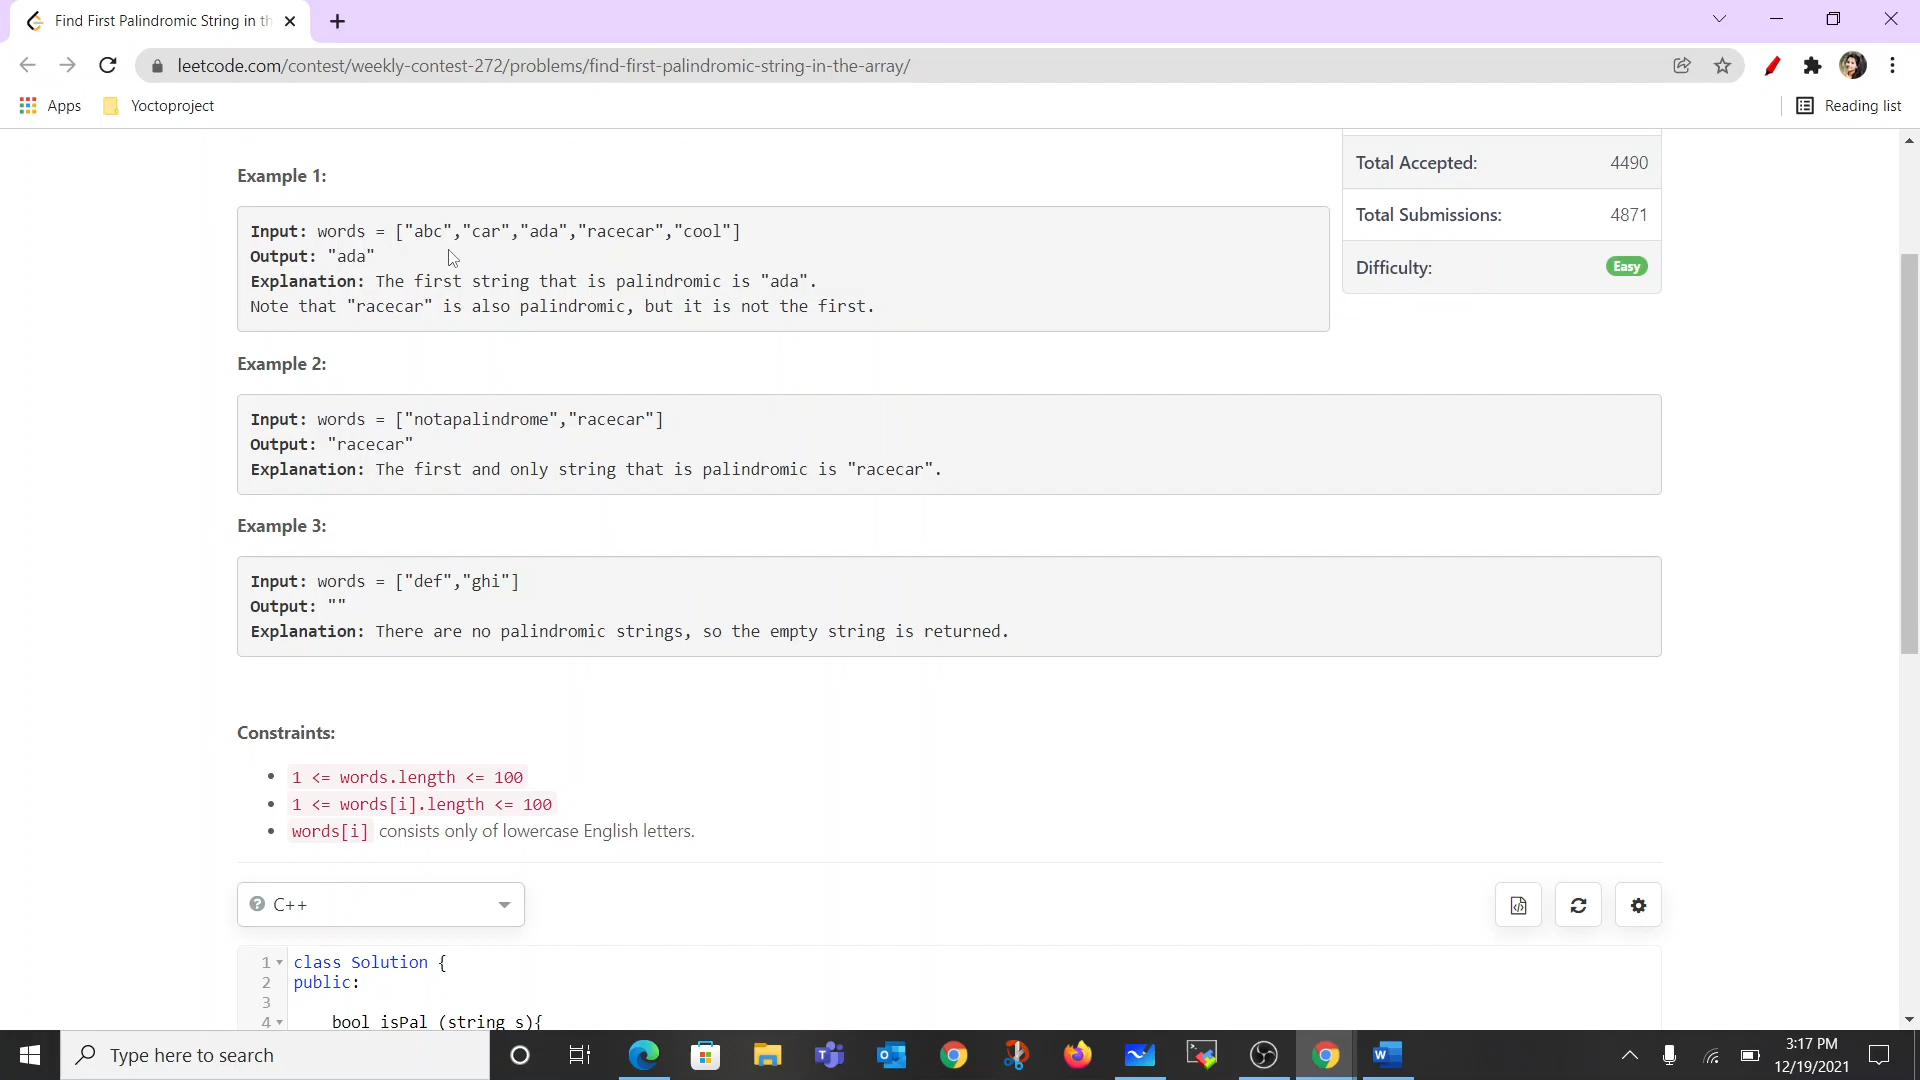 Find First Palindromic String in th
leetcode.com/contest/weekly-contest-272/problems/find-first-palindromic-string-in-the-array/
Apps
Yoctoproject
Reading list
Total Accepted: 4490
Total Submissions: 4871
Difficulty: Easy
Example 1:
Input: words = ["abc","car","ada","racecar","cool"]
Output: "ada"
Explanation: The first string that is palindromic is "ada".
Note that "racecar" is also palindromic, but it is not the first.
Example 2:
Input: words = ["notapalindrome","racecar"]
Output: "racecar"
Explanation: The first and only string that is palindromic is "racecar".
Example 3:
Input: words = ["def","ghi"]
Output: ""
Explanation: There are no palindromic strings, so the empty string is returned.
Constraints:
1 <= words.length <= 100
1 <= words[i].length <= 100
words[i] consists only of lowercase English letters.
C++
1 class Solution {
2 public:
3
4 bool isPal (string s){
Type here to search
3:17 PM
12/19/2021